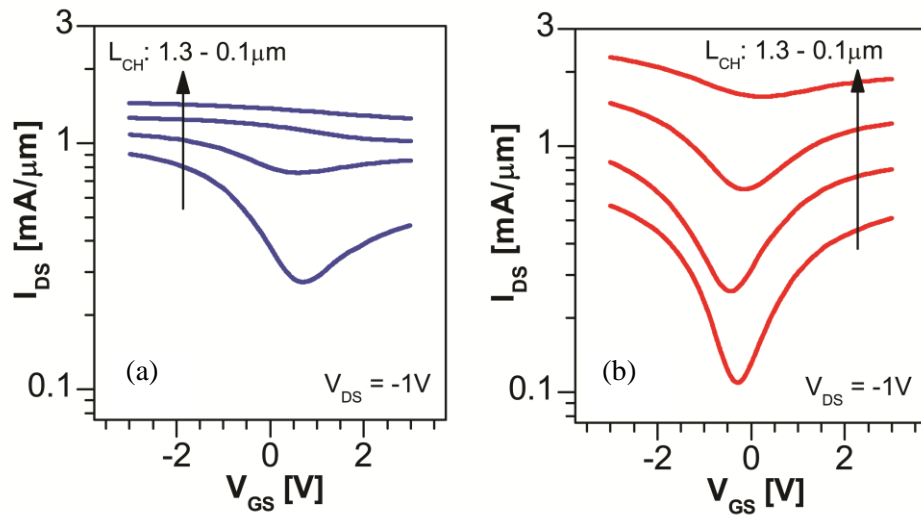 3
L_CH: 1.3 - 0.1μm
1
I_DS [mA/μm]
0.1
(a)
V_DS = -1V
-2 0 2
V_GS [V]
3
L_CH: 1.3 - 0.1μm
1
I_DS [mA/μm]
0.1
(b)
V_DS = -1V
-2 0 2
V_GS [V]